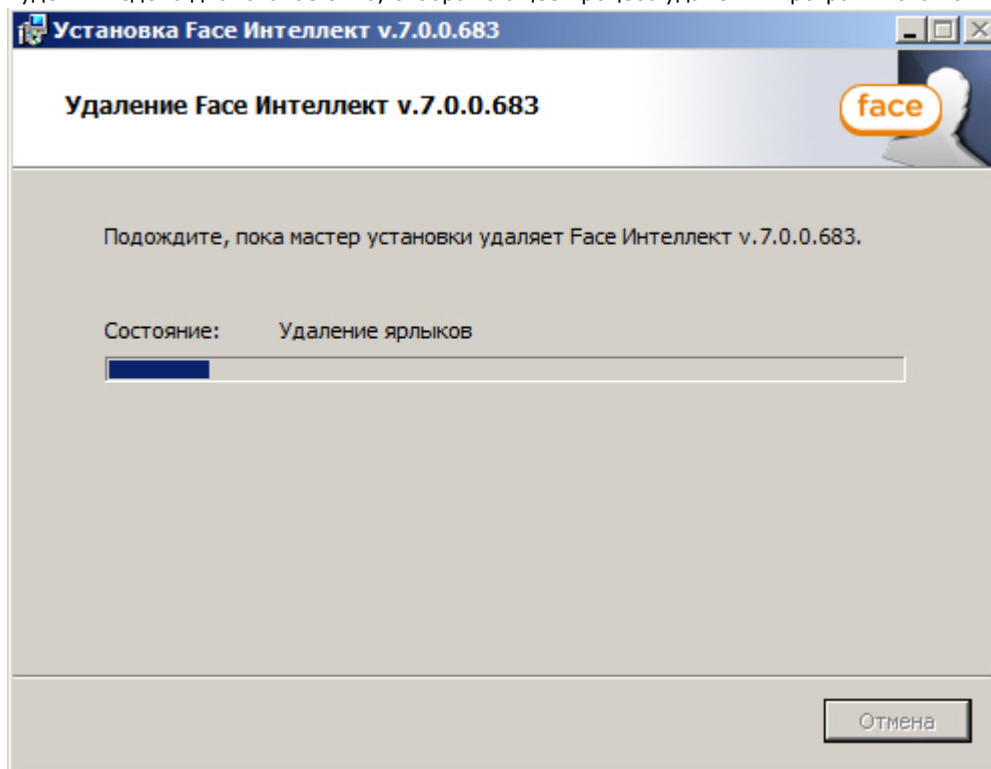 Установка Face Интеллект v.7.0.0.683
Удаление Face Интеллект v.7.0.0.683
face
Подождите, пока мастер установки удаляет Face Интеллект v.7.0.0.683.
Состояние: Удаление ярлыков
Отмена